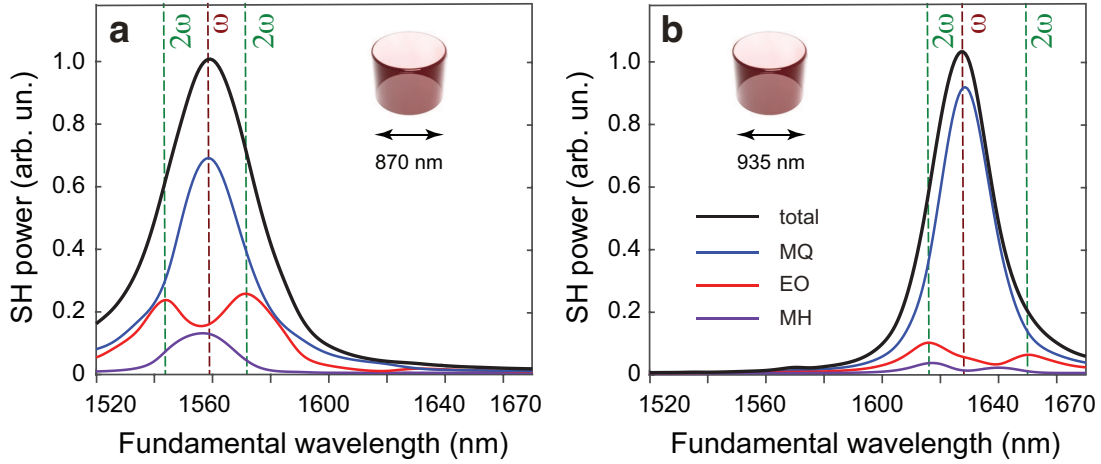 a
2ω
ω
2ω
SH power (arb. un.)
1.0
0.8
0.6
0.4
0.2
0
870 nm
1520
1560
1600
1640
1670
Fundamental wavelength (nm)
b
2ω
ω
2ω
SH power (arb. un.)
1.0
0.8
0.6
0.4
0.2
0
935 nm
total
MQ
EO
MH
1520
1560
1600
1640
1670
Fundamental wavelength (nm)